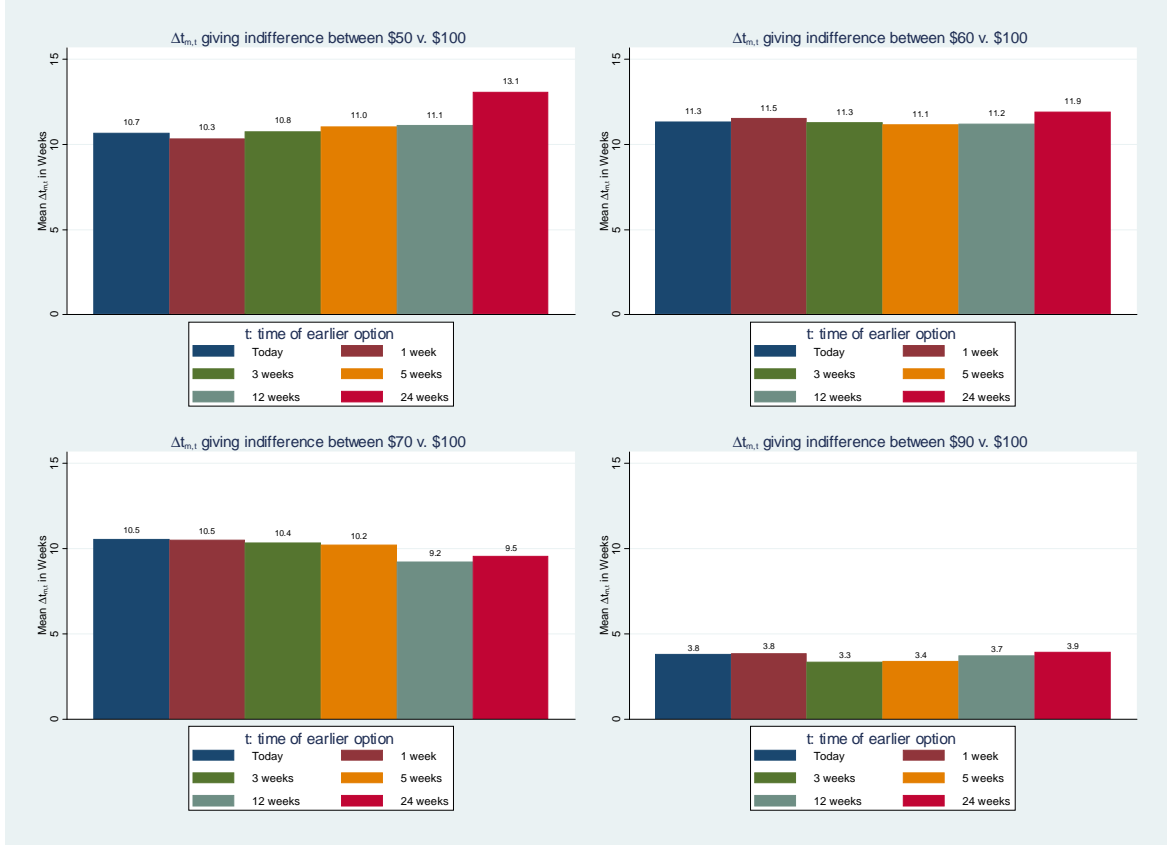 Δt_m,t giving indifference between $50 v. $100
Mean Δt_m,t in Weeks
15
10
5
0
10.7 10.3 10.8 11.0 11.1 13.1
t: time of earlier option
Today 1 week
3 weeks 5 weeks
12 weeks 24 weeks
Δt_m,t giving indifference between $60 v. $100
Mean Δt_m,t in Weeks
15
10
5
0
11.3 11.5 11.3 11.1 11.2 11.9
t: time of earlier option
Today 1 week
3 weeks 5 weeks
12 weeks 24 weeks
Δt_m,t giving indifference between $70 v. $100
Mean Δt_m,t in Weeks
15
10
5
0
10.5 10.5 10.4 10.2 9.2 9.5
t: time of earlier option
Today 1 week
3 weeks 5 weeks
12 weeks 24 weeks
Δt_m,t giving indifference between $90 v. $100
Mean Δt_m,t in Weeks
15
10
5
0
3.8 3.8 3.3 3.4 3.7 3.9
t: time of earlier option
Today 1 week
3 weeks 5 weeks
12 weeks 24 weeks